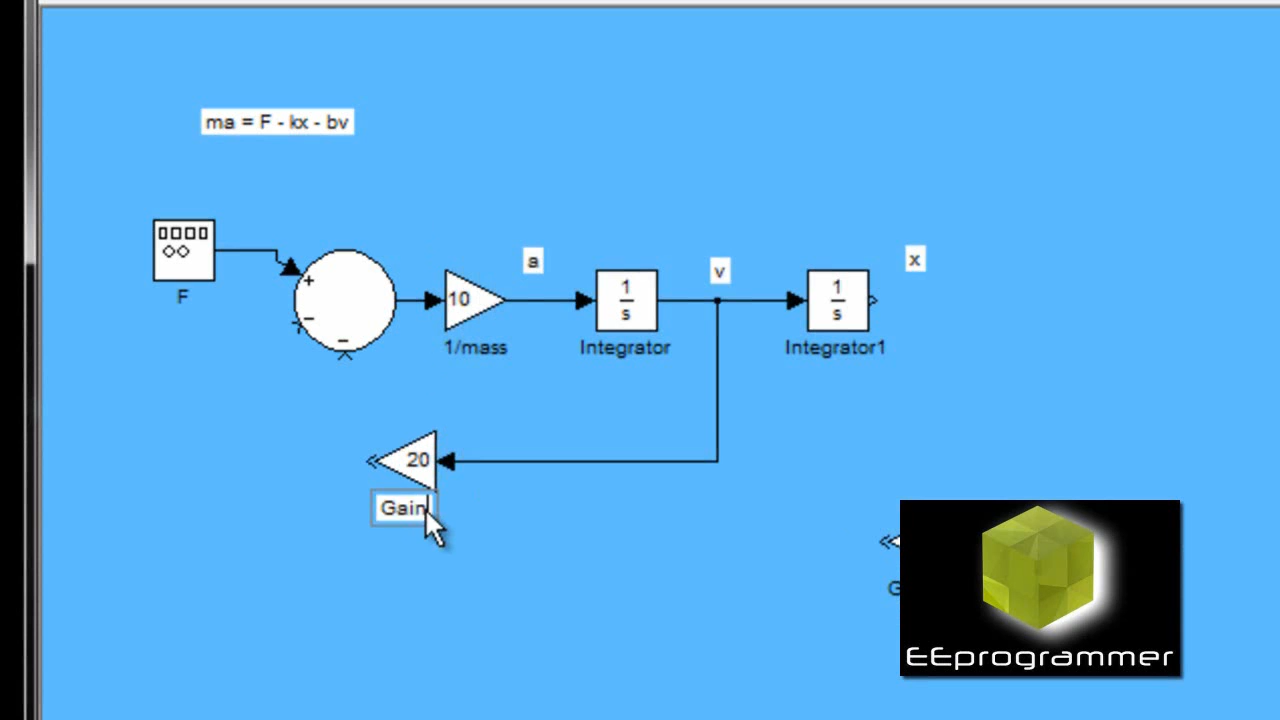 ma = F - kx - bv
a
v
x
F
+
−
−
10
1/mass
1
s
Integrator
1
s
Integrator1
20
Gain
G
EEprogrammer